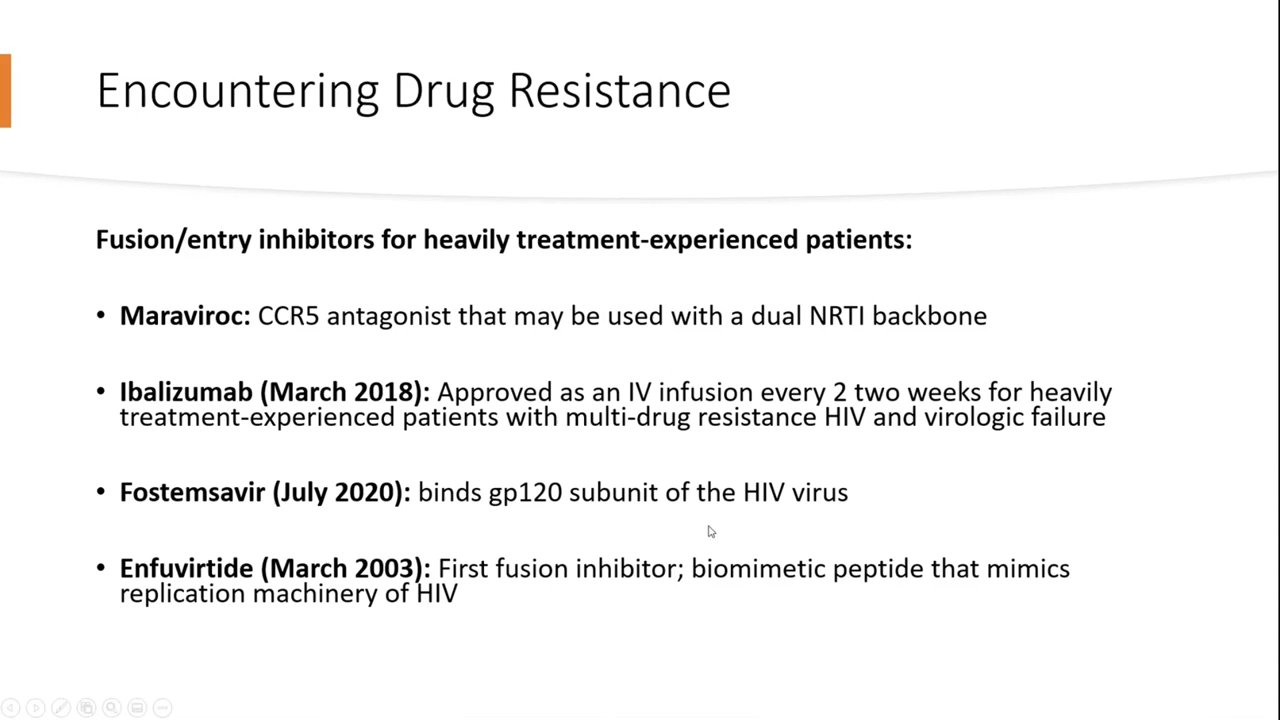 Encountering Drug Resistance
Fusion/entry inhibitors for heavily treatment-experienced patients:
• Maraviroc: CCR5 antagonist that may be used with a dual NRTI backbone
• Ibalizumab (March 2018): Approved as an IV infusion every 2 two weeks for heavily
treatment-experienced patients with multi-drug resistance HIV and virologic failure
• Fostemsavir (July 2020): binds gp120 subunit of the HIV virus
• Enfuvirtide (March 2003): First fusion inhibitor; biomimetic peptide that mimics
replication machinery of HIV